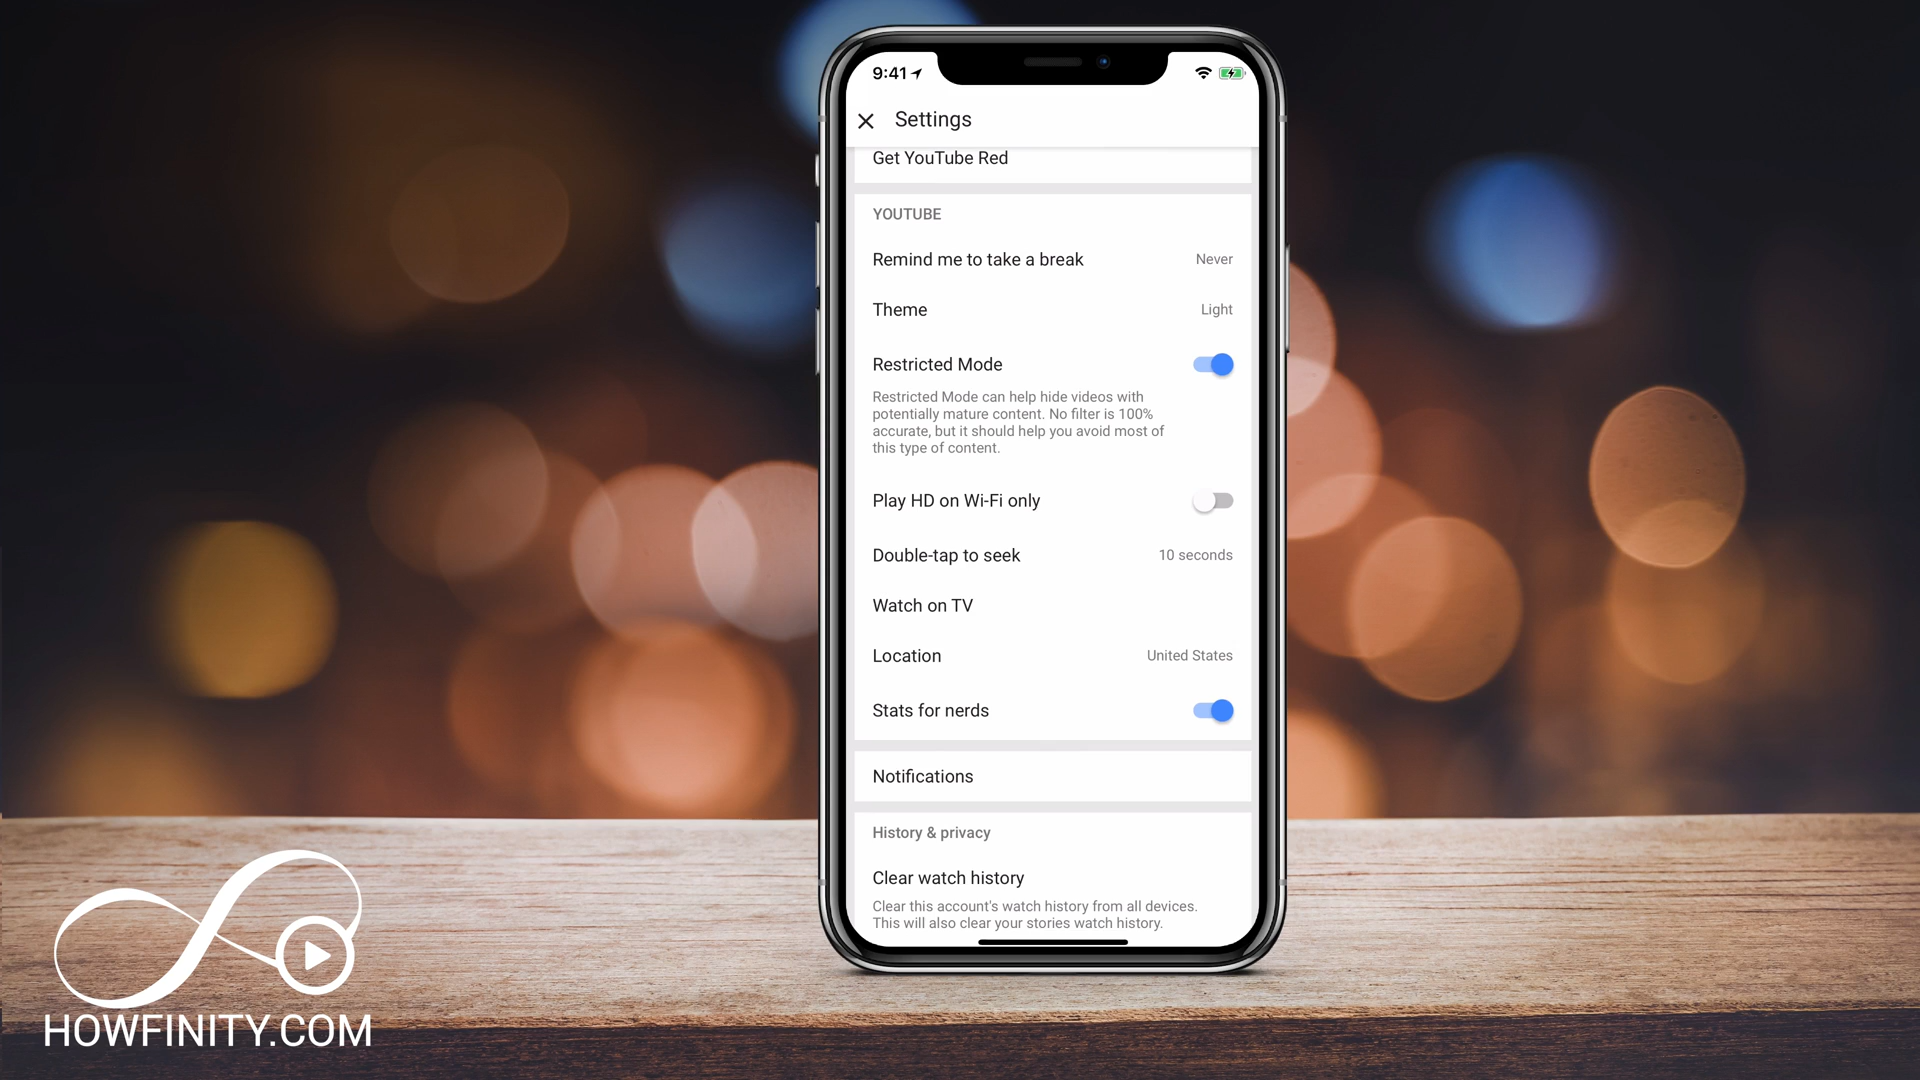 9:41
Settings
Get YouTube Red
YOUTUBE
Remind me to take a break Never
Theme Light
Restricted Mode
Restricted Mode can help hide videos with
potentially mature content. No filter is 100%
accurate, but it should help you avoid most of
this type of content.
Play HD on Wi-Fi only
Double-tap to seek 10 seconds
Watch on TV
Location United States
Stats for nerds
Notifications
History & privacy
Clear watch history
Clear this account's watch history from all devices.
This will also clear your stories watch history.
HOWFINITY.COM